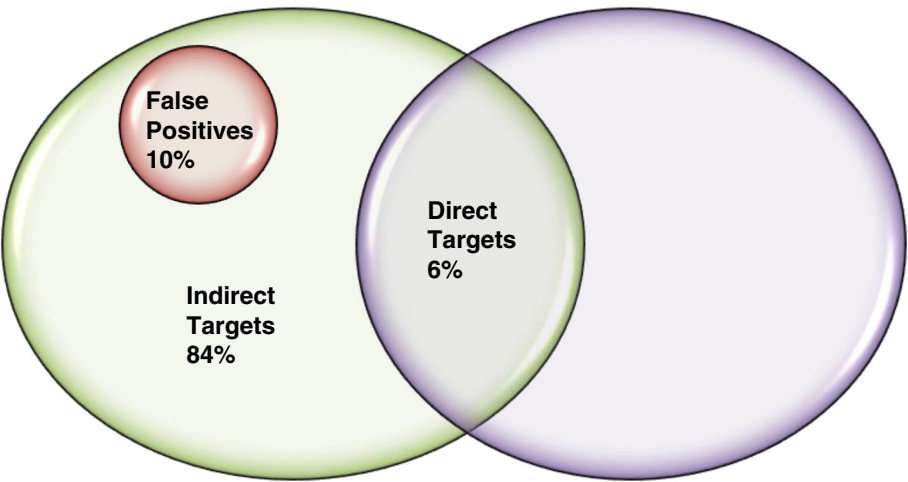 False
Positives
10%
Direct
Targets
6%
Indirect
Targets
84%